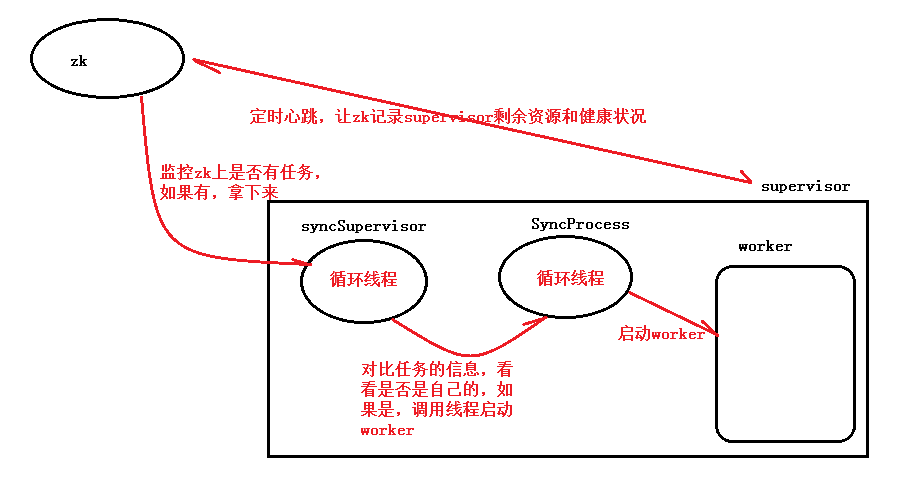 zk
定时心跳，让zk记录supervisor剩余资源和健康状况
监控zk上是否有任务，
如果有，拿下来
supervisor
syncSupervisor
SyncProcess
worker
循环线程
循环线程
启动worker
对比任务的信息，看
看是否是自己的，如
果是，调用线程启动
worker